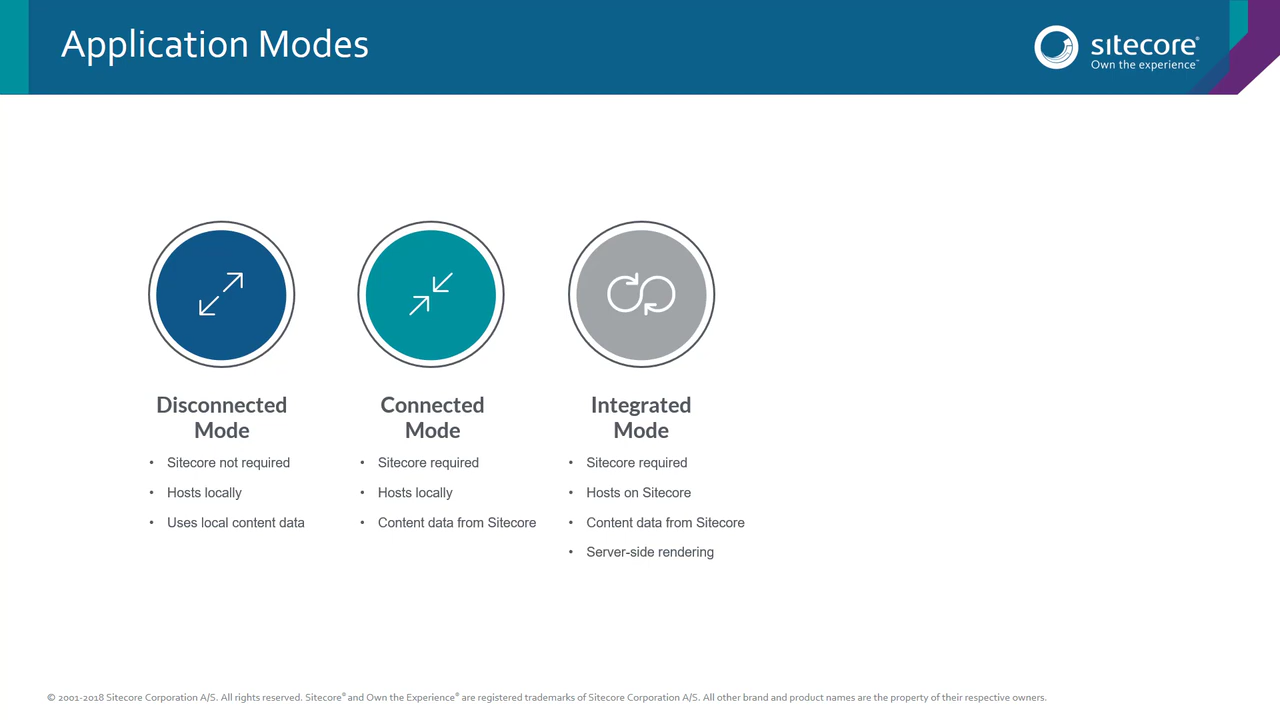 Application Modes
sitecore®
Own the experience™
Disconnected
Mode
• Sitecore not required
• Hosts locally
• Uses local content data
Connected
Mode
• Sitecore required
• Hosts locally
• Content data from Sitecore
Integrated
Mode
• Sitecore required
• Hosts on Sitecore
• Content data from Sitecore
• Server-side rendering
© 2001-2018 Sitecore Corporation A/S. All rights reserved. Sitecore® and Own the Experience® are registered trademarks of Sitecore Corporation A/S. All other brand and product names are the property of their respective owners.